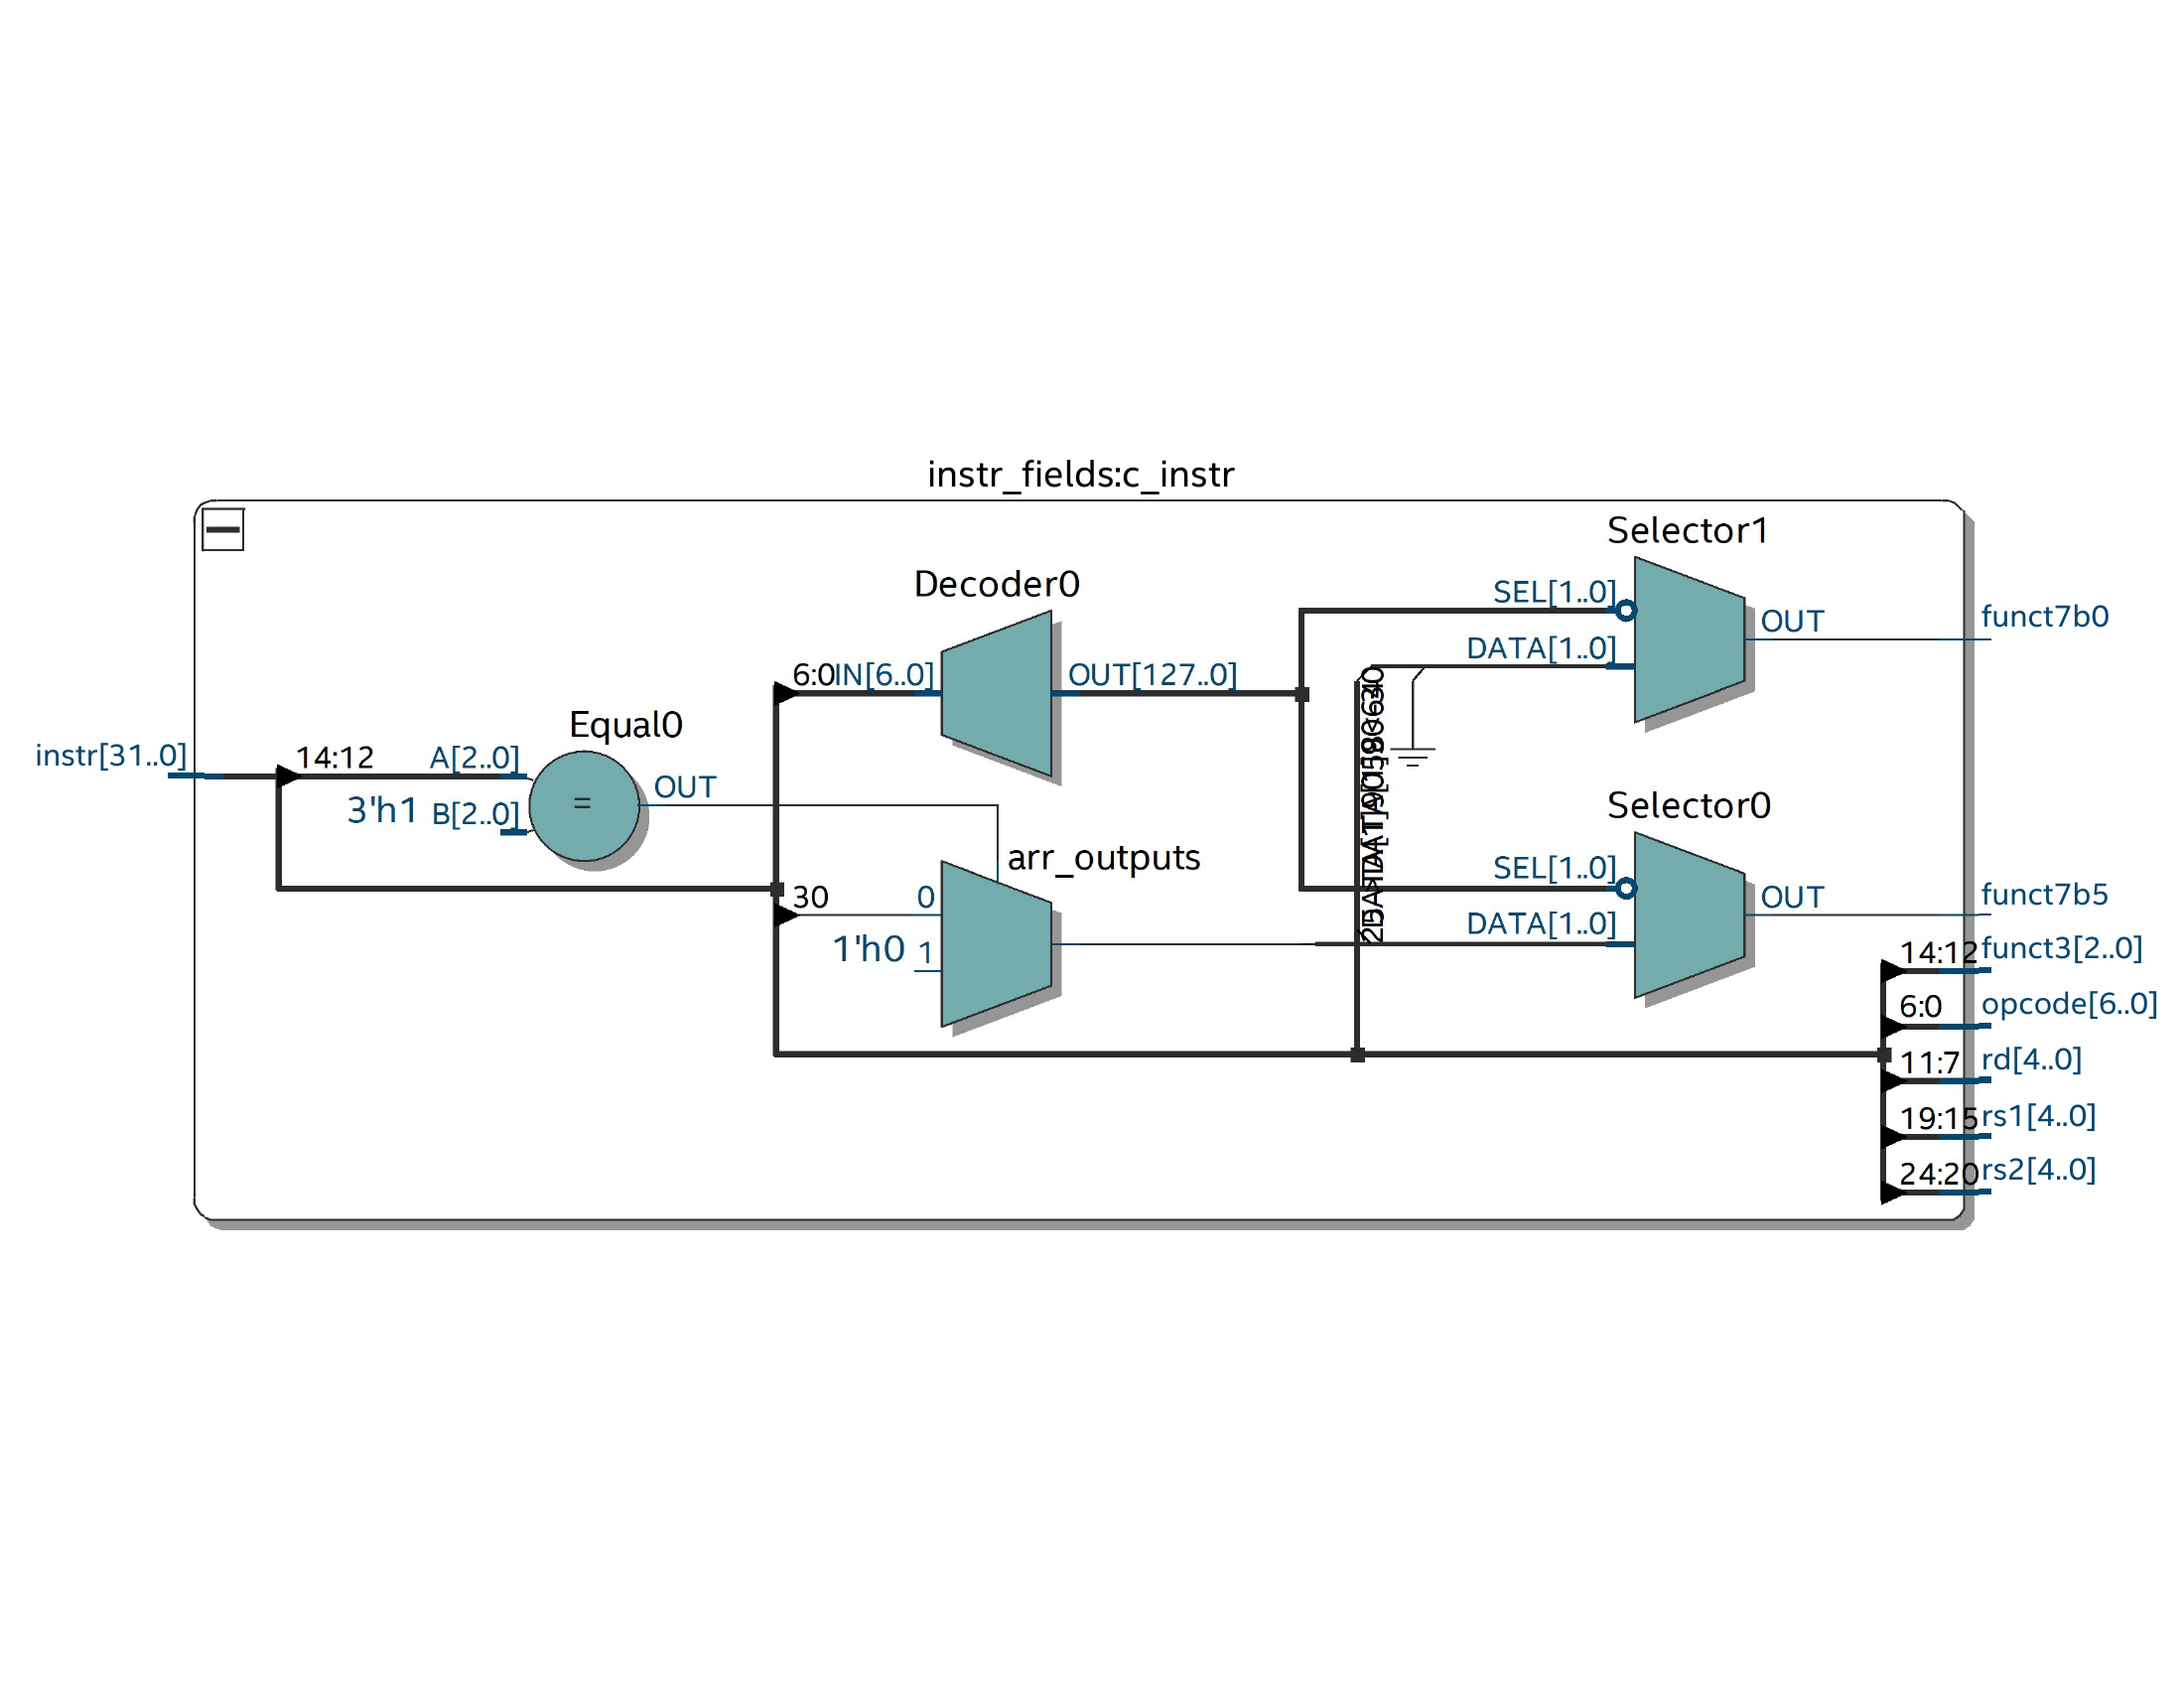 instr_fields:c_instr
Selector1
Decoder0
SEL[1..0]
OUT
funct7b0
DATA[1..0]
6:0
IN[6..0]
OUT[127..0]
Equal0
instr[31..0]
14:12
A[2..0]
=
OUT
3'h1
B[2..0]
Selector0
arr_outputs
SEL[1..0]
30
0
OUT
funct7b5
DATA[1..0]
1'h0
1
14:12
funct3[2..0]
6:0
opcode[6..0]
11:7
rd[4..0]
19:15
rs1[4..0]
24:20
rs2[4..0]